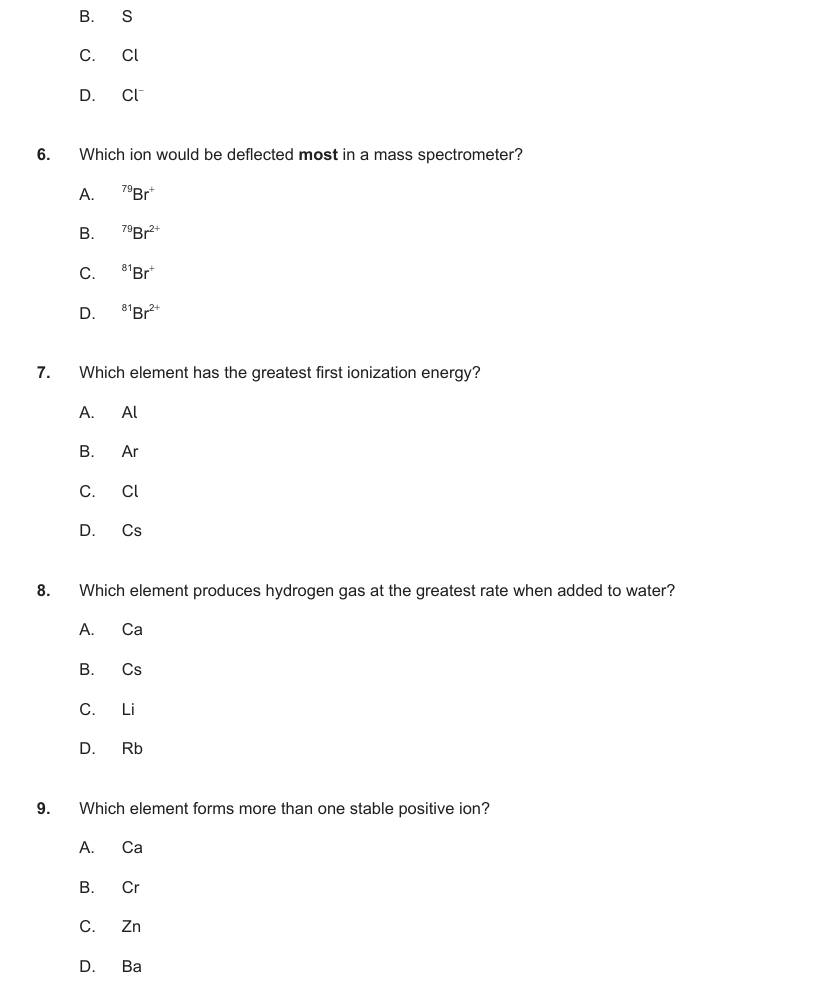 B. S
C. Cl
D. Cl⁻
6. Which ion would be deflected most in a mass spectrometer?
A. ⁷⁹Br⁺
B. ⁷⁹Br²⁺
C. ⁸¹Br⁺
D. ⁸¹Br²⁺
7. Which element has the greatest first ionization energy?
A. Al
B. Ar
C. Cl
D. Cs
8. Which element produces hydrogen gas at the greatest rate when added to water?
A. Ca
B. Cs
C. Li
D. Rb
9. Which element forms more than one stable positive ion?
A. Ca
B. Cr
C. Zn
D. Ba